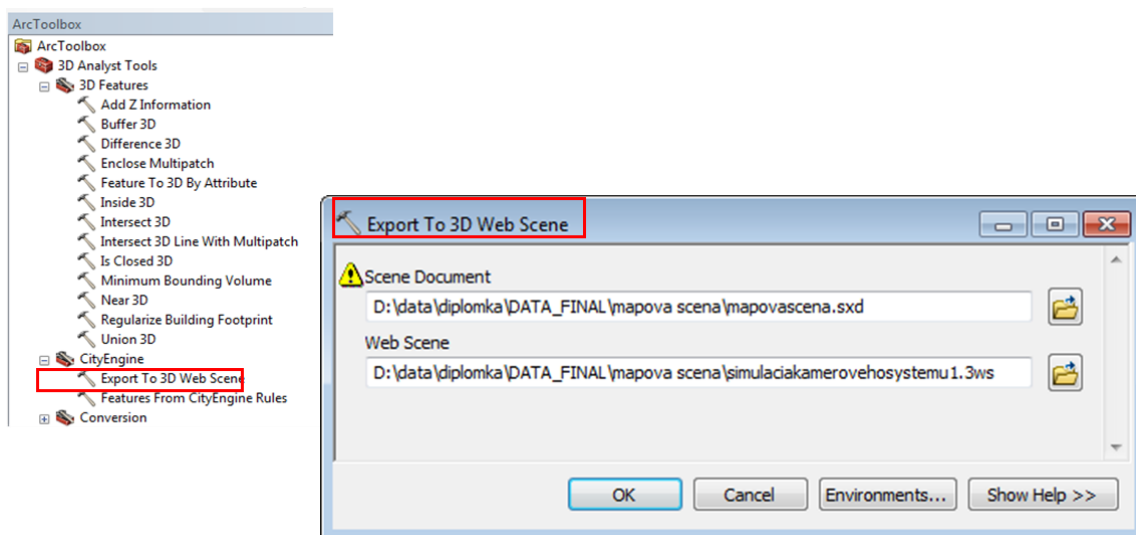 ArcToolbox
ArcToolbox
3D Analyst Tools
3D Features
Add Z Information
Buffer 3D
Difference 3D
Enclose Multipatch
Feature To 3D By Attribute
Inside 3D
Intersect 3D
Intersect 3D Line With Multipatch
Is Closed 3D
Minimum Bounding Volume
Near 3D
Regularize Building Footprint
Union 3D
CityEngine
Export To 3D Web Scene
Features From CityEngine Rules
Conversion
Export To 3D Web Scene
Scene Document
D:\data\diplomka\DATA_FINAL\mapova scena\mapovascena.sxd
Web Scene
D:\data\diplomka\DATA_FINAL\mapova scena\simulaciakamerovehosystemu1.3ws
OK Cancel Environments... Show Help >>